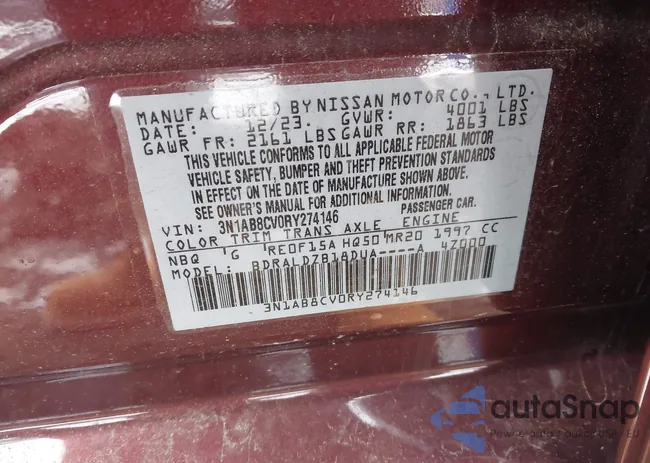 MANUFACTURED BY NISSAN MOTOR CO., LTD.
DATE: 12/23. GVWR: 4001 LBS
GAWR FR: 2161 LBS GAWR RR: 1863 LBS
THIS VEHICLE CONFORMS TO ALL APPLICABLE FEDERAL MOTOR
VEHICLE SAFETY, BUMPER AND THEFT PREVENTION STANDARDS
IN EFFECT ON THE DATE OF MANUFACTURE SHOWN ABOVE.
SEE OWNER'S MANUAL FOR ADDITIONAL INFORMATION.
VIN: 3N1AB8CV0RY274146 PASSENGER CAR.
COLOR TRIM TRANS AXLE ENGINE
NBQ G RE0F15A HQ50 MR20 1997 CC
MODEL: BDRALDZB18DUA----A 4Z000
3N1AB8CV0RY274146
autoSnap